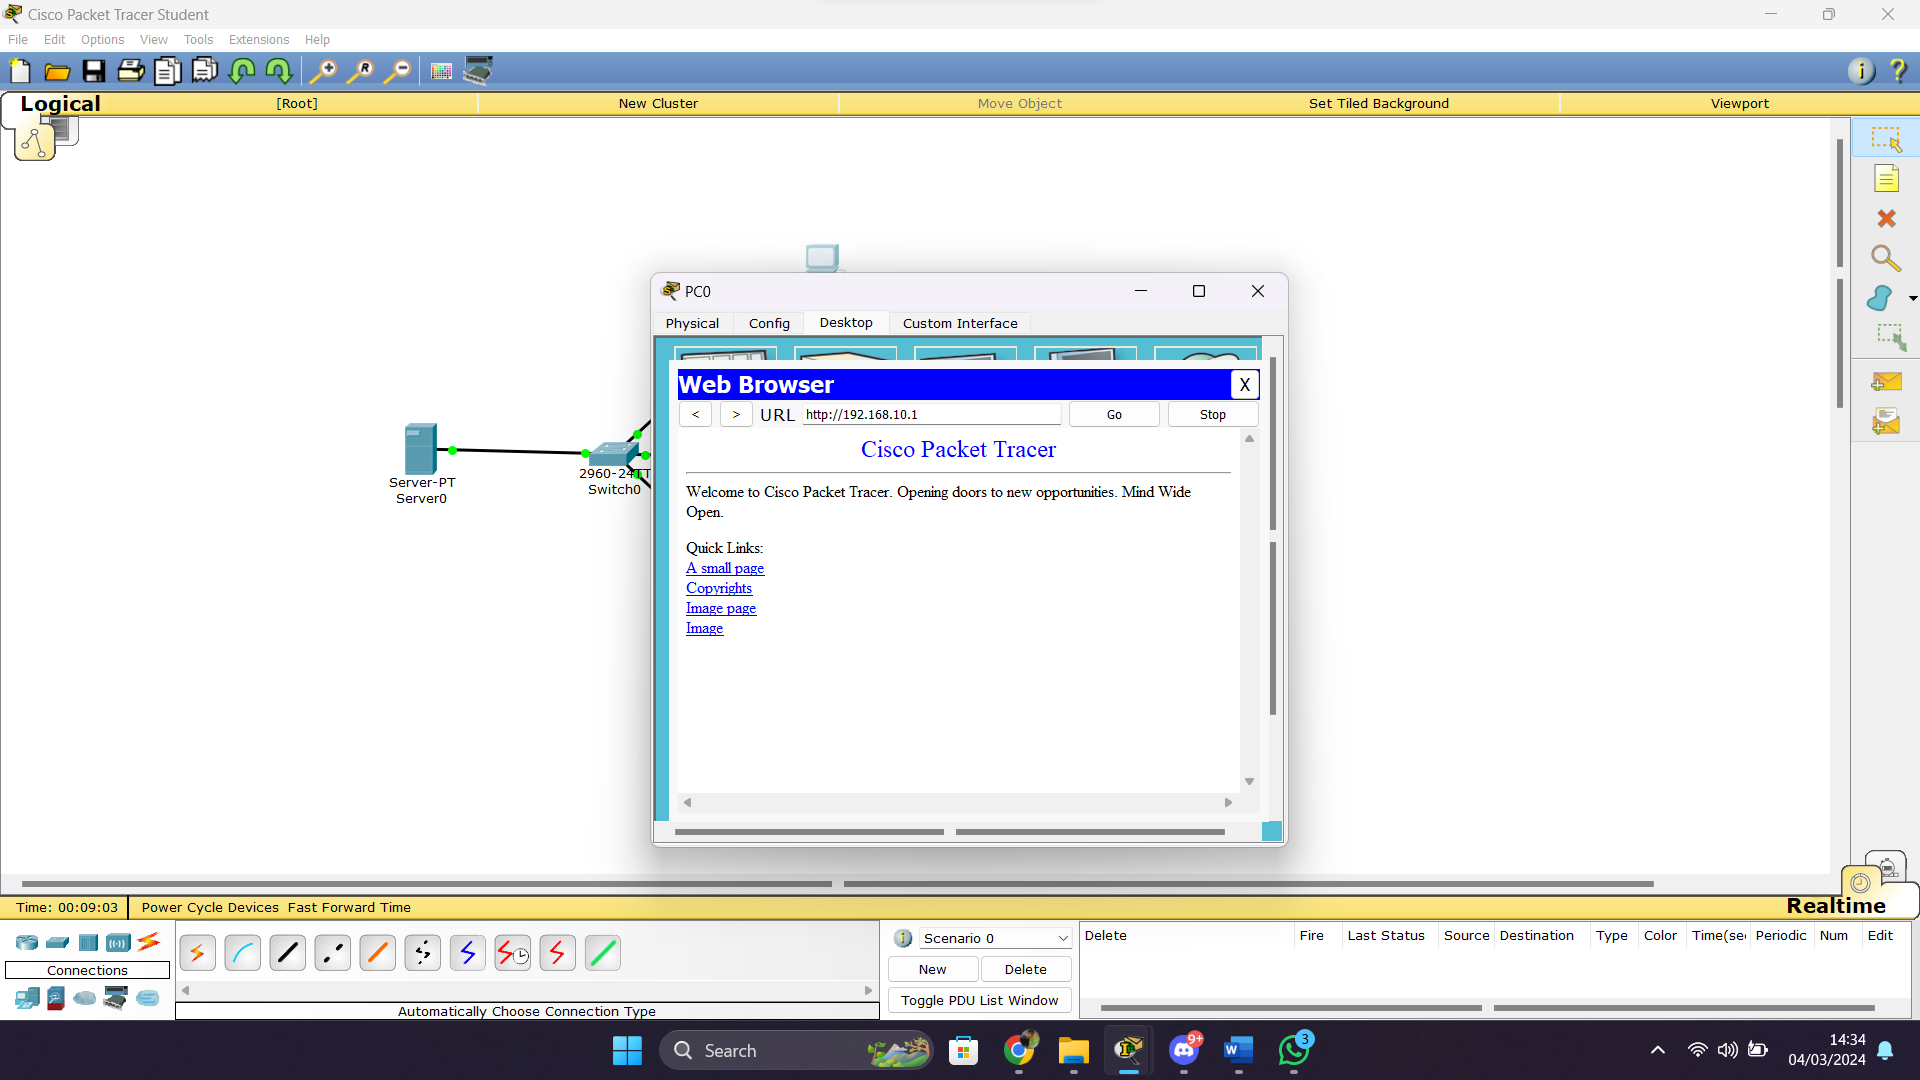 Cisco Packet Tracer Student
File Edit Options View Tools Extensions Help
Logical [Root] New Cluster Move Object Set Tiled Background Viewport
PC0
Physical Config Desktop Custom Interface
Web Browser X
< > URL http://192.168.10.1 Go Stop
Cisco Packet Tracer
Welcome to Cisco Packet Tracer. Opening doors to new opportunities. Mind Wide
Open.
Quick Links:
A small page
Copyrights
Image page
Image
Server-PT
Server0
2960-24TT
Switch0
Time: 00:09:03 Power Cycle Devices Fast Forward Time Realtime
Connections
Automatically Choose Connection Type
Scenario 0
New Delete
Toggle PDU List Window
Delete Fire Last Status Source Destination Type Color Time(sec Periodic Num Edit
Search
9+
3
14:34
04/03/2024